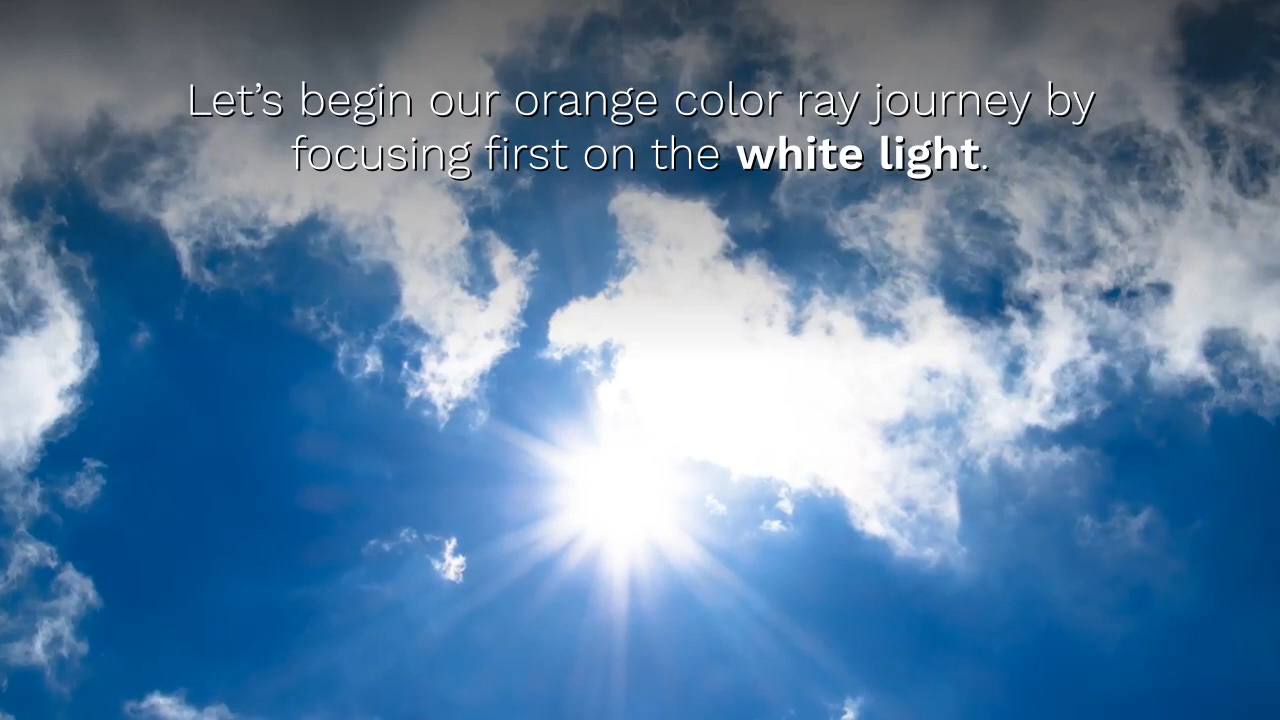 Let’s begin our orange color ray journey by
focusing first on the white light.